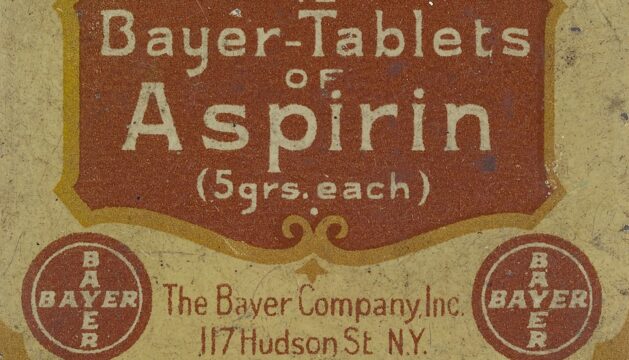 Bayer-Tablets
OF
Aspirin
(5grs. each)
BAYER
BAYER
The Bayer Company, Inc.
117 Hudson St. N.Y.
BAYER
BAYER